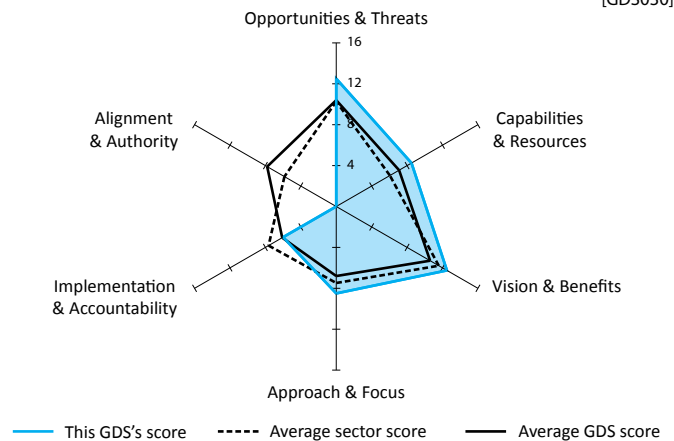 Opportunities & Threats
16
12
8
4
Alignment
& Authority
Capabilities
& Resources
Implementation
& Accountability
Vision & Benefits
Approach & Focus
This GDS's score
Average sector score
Average GDS score